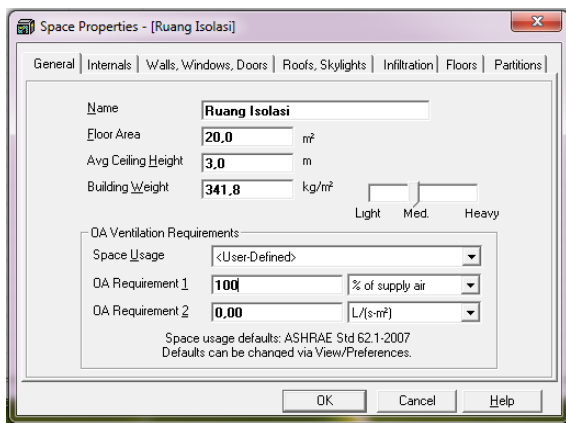 Space Properties - [Ruang Isolasi]
General Internals Walls, Windows, Doors Roofs, Skylights Infiltration Floors Partitions
Name Ruang Isolasi
Floor Area 20,0 m²
Avg Ceiling Height 3,0 m
Building Weight 341,8 kg/m²
Light Med. Heavy
OA Ventilation Requirements
Space Usage <User-Defined>
OA Requirement 1 100 % of supply air
OA Requirement 2 0,00 L/(s-m²)
Space usage defaults: ASHRAE Std 62.1-2007
Defaults can be changed via View/Preferences.
OK Cancel Help